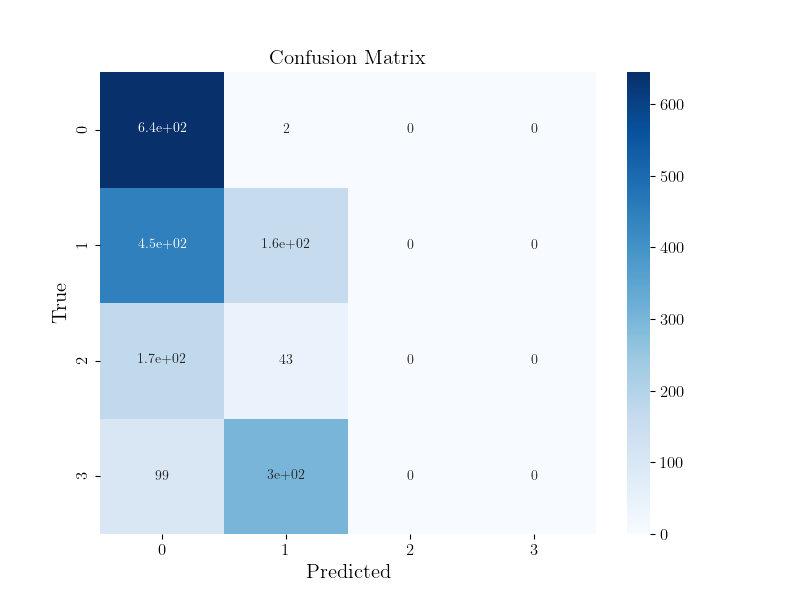 Confusion Matrix
0 6.4e+02 2 0 0
1 4.5e+02 1.6e+02 0 0
2 1.7e+02 43 0 0
3 99 3e+02 0 0
0 1 2 3
Predicted
True
600
500
400
300
200
100
0